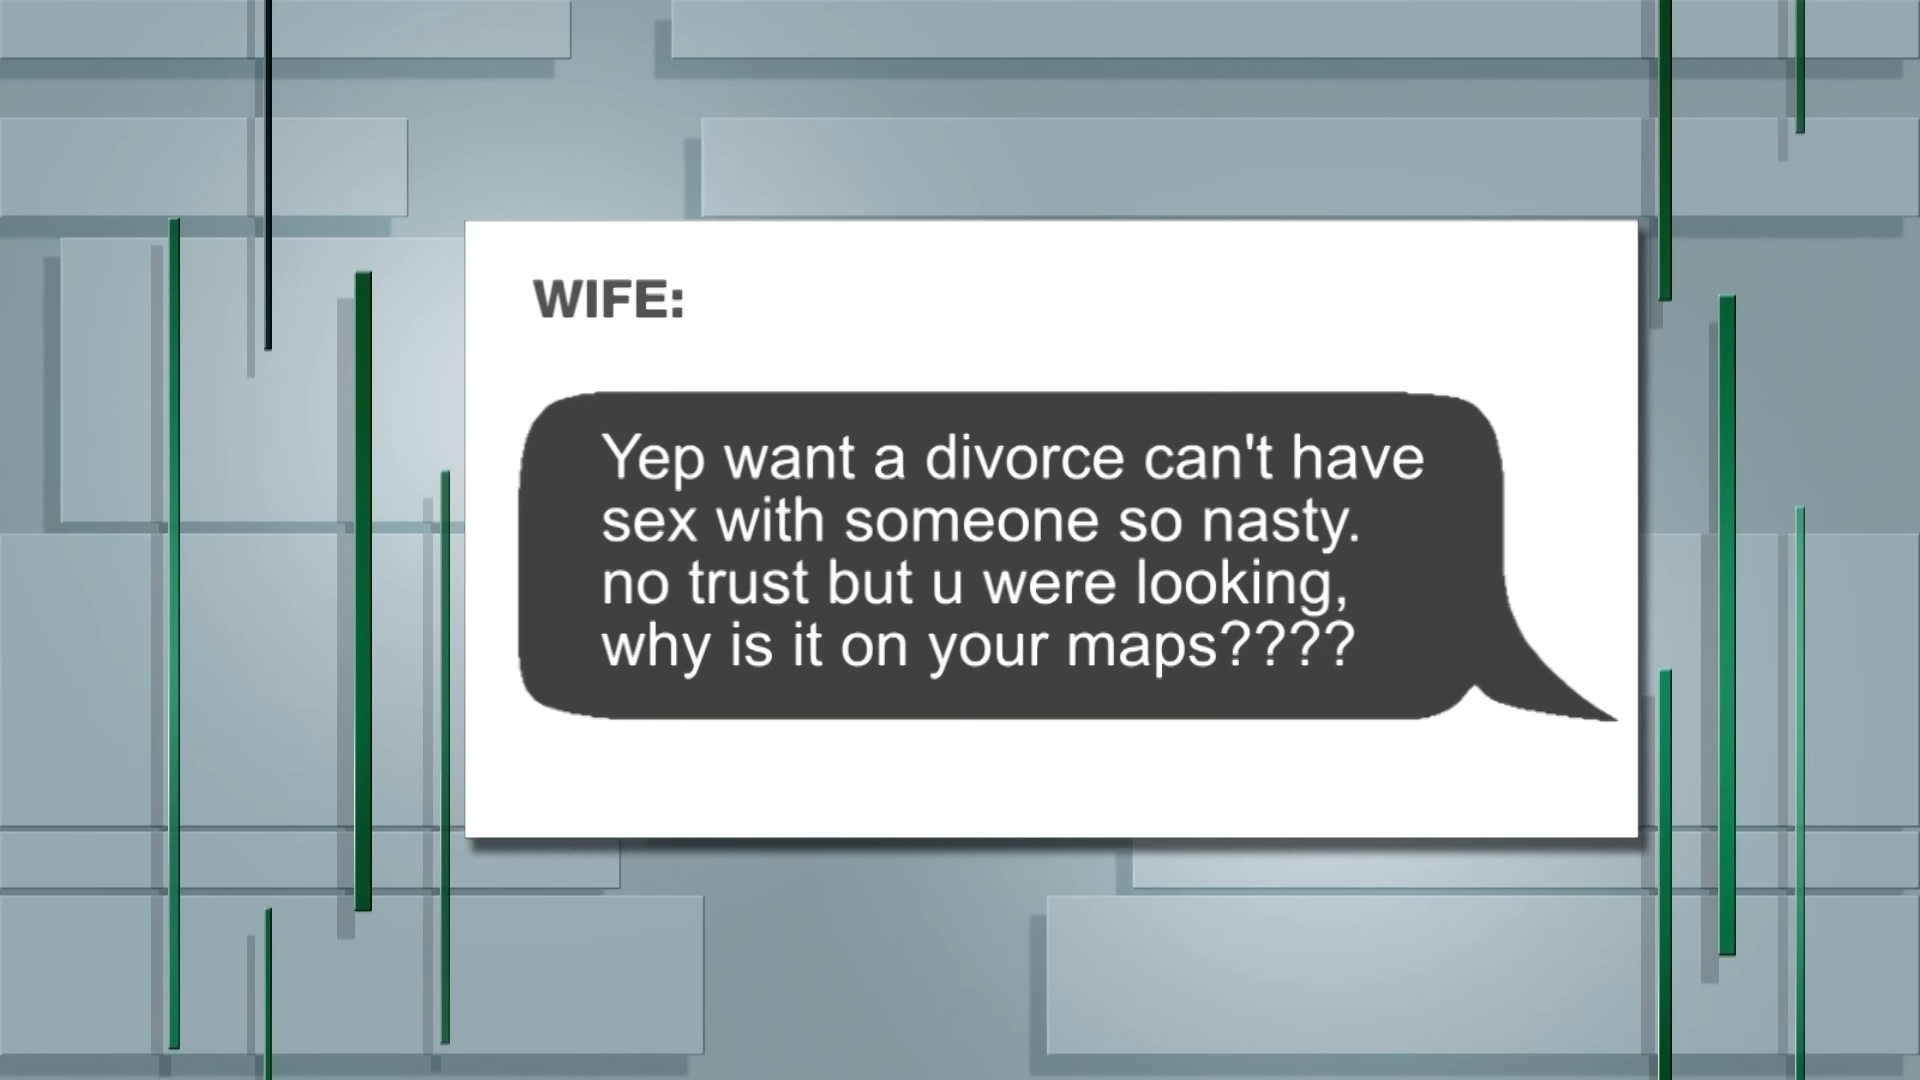 WIFE:
Yep want a divorce can't have
sex with someone so nasty.
no trust but u were looking,
why is it on your maps????